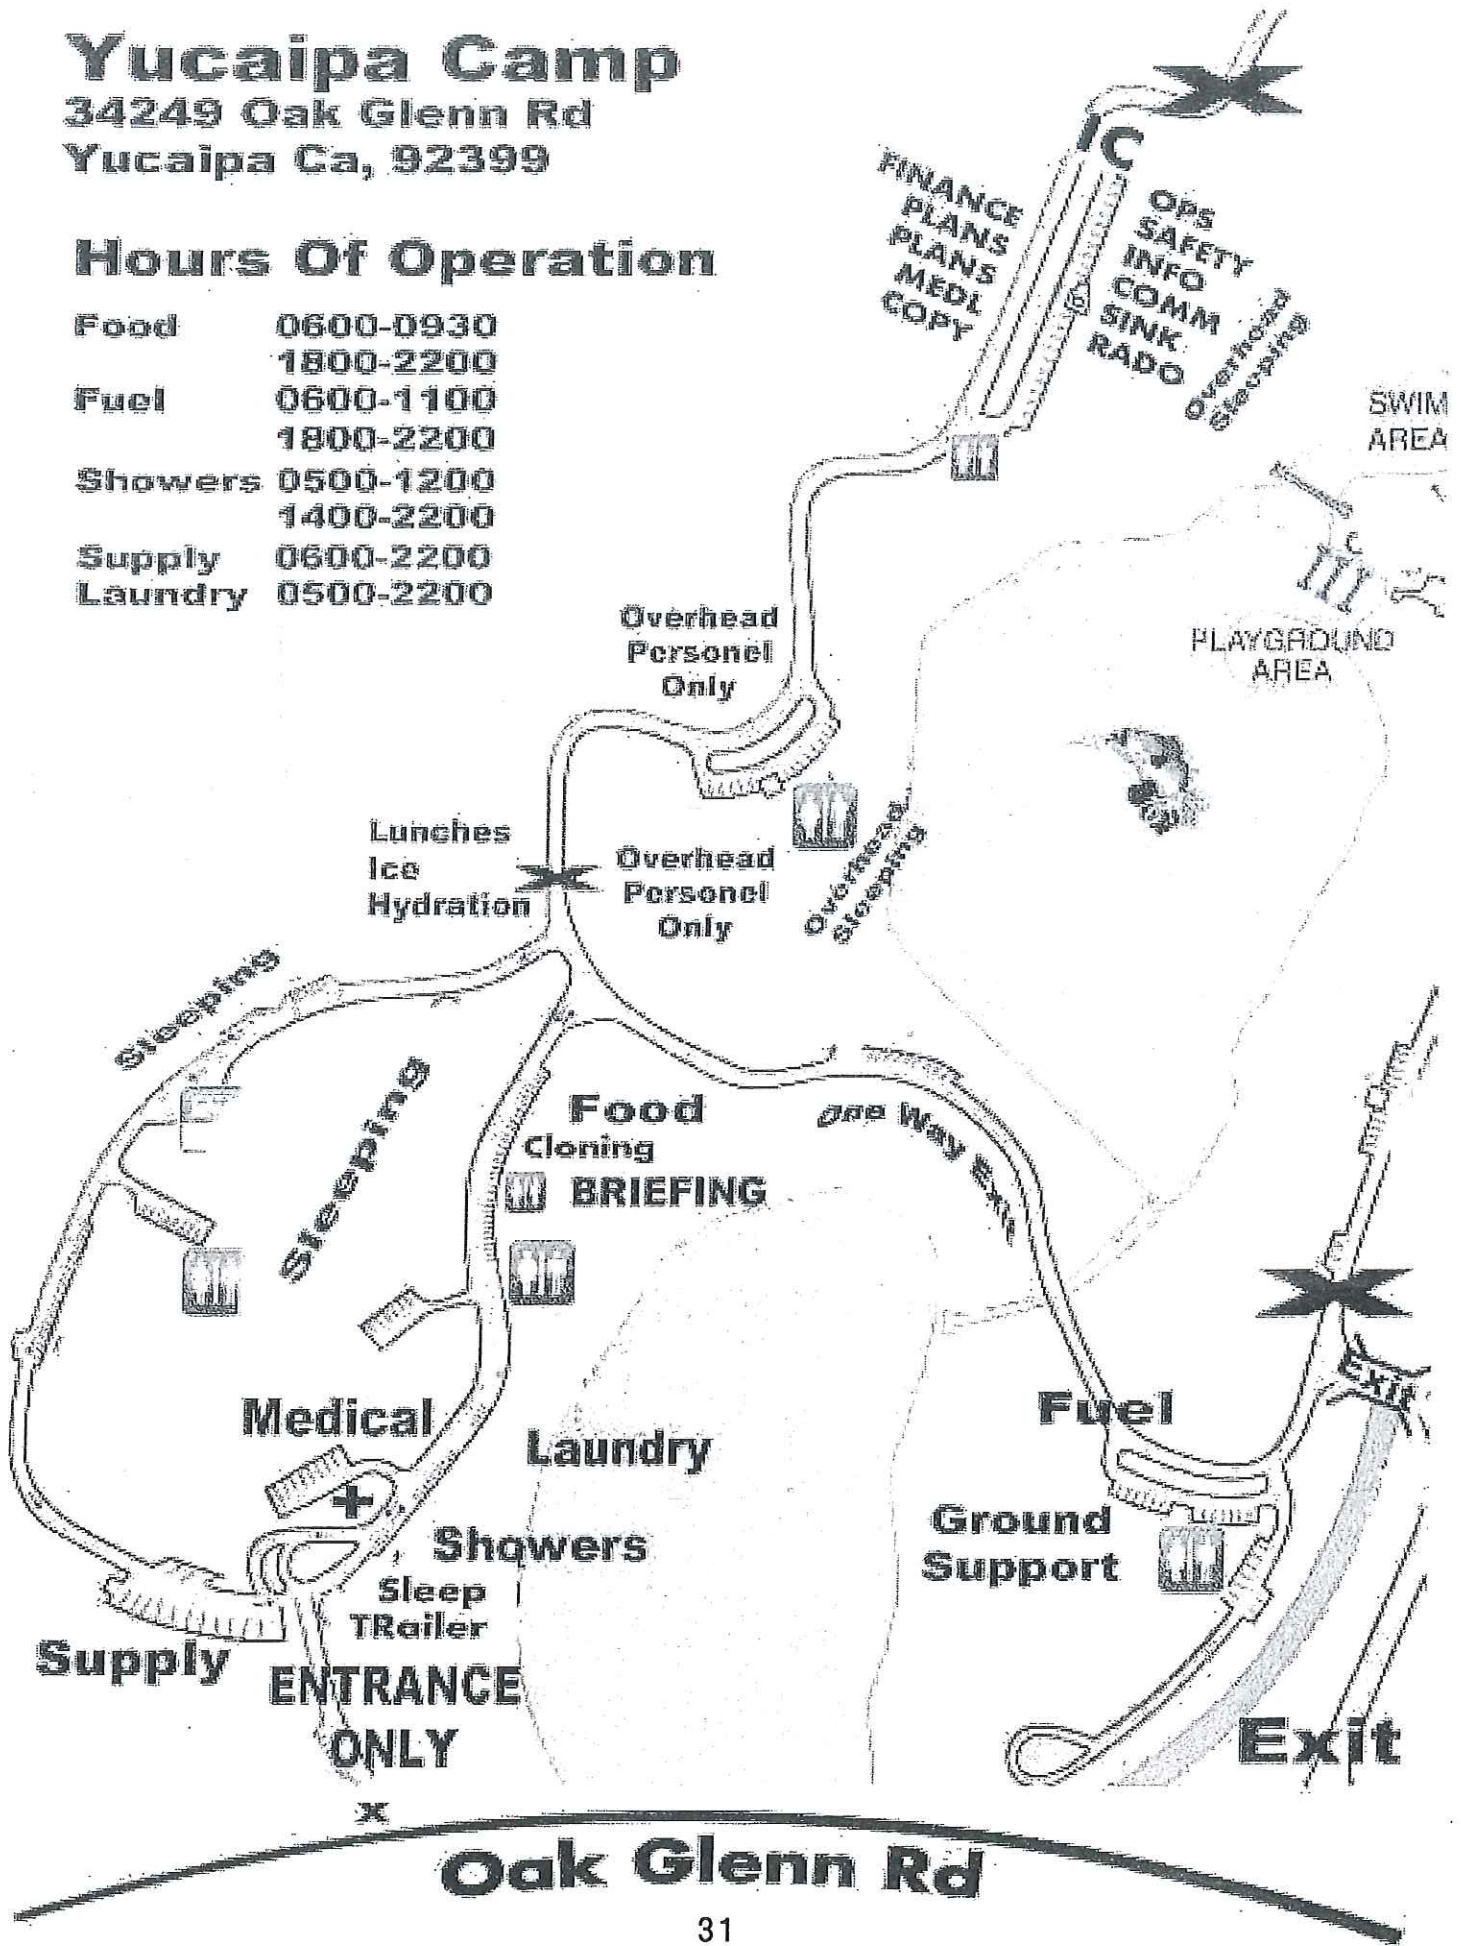 Yucaipa Camp
34249 Oak Glenn Rd
Yucaipa Ca, 92399
Hours Of Operation
Food 0600-0930
1800-2200
Fuel 0600-1100
1800-2200
Showers 0500-1200
1400-2200
Supply 0600-2200
Laundry 0500-2200
IC
FINANCE
PLANS
PLANS
MEDL
COPY
OPS
SAFETY
INFO
COMM
SINK
RADO
Overhead
Sleeping
SWIM
AREA
PLAYGROUND
AREA
Overhead
Personel
Only
Lunches
Ice
Hydration
Overhead
Personel
Only
Overhead
Sleeping
Sleeping
Sleeping
Food
Cloning
BRIEFING
One Way Exit
Medical
Laundry
Fuel
EXIT
Ground
Support
Showers
Sleep
TRailer
Supply
ENTRANCE
ONLY
Exit
X
Oak Glenn Rd
31